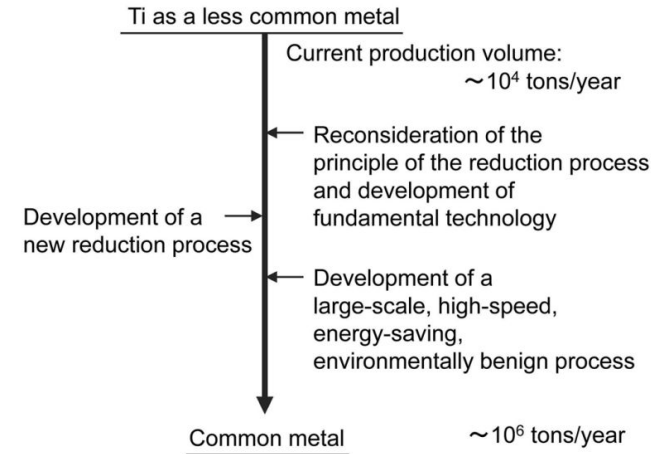 Ti as a less common metal
Current production volume:
～10⁴ tons/year
Reconsideration of the
principle of the reduction process
and development of
fundamental technology
Development of a
new reduction process
Development of a
large-scale, high-speed,
energy-saving,
environmentally benign process
Common metal
～10⁶ tons/year